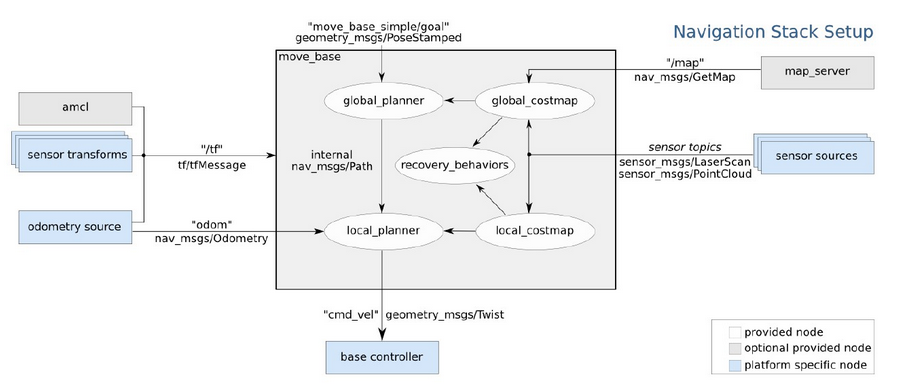 "move_base_simple/goal"
geometry_msgs/PoseStamped
Navigation Stack Setup
move_base
"/map"
nav_msgs/GetMap
map_server
global_planner
global_costmap
amcl
sensor transforms
"/tf"
tf/tfMessage
internal
nav_msgs/Path
recovery_behaviors
sensor topics
sensor_msgs/LaserScan
sensor_msgs/PointCloud
sensor sources
odometry source
"odom"
nav_msgs/Odometry
local_planner
local_costmap
"cmd_vel" geometry_msgs/Twist
base controller
provided node
optional provided node
platform specific node